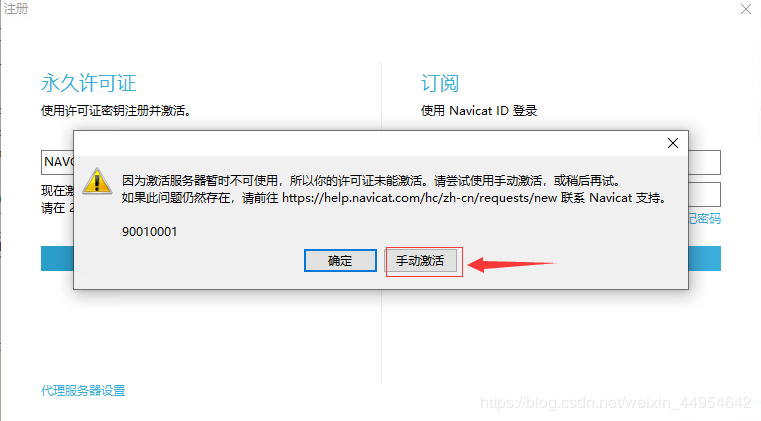 注册
永久许可证
使用许可证密钥注册并激活。
订阅
使用 Navicat ID 登录
因为激活服务器暂时不可使用，所以你的许可证未能激活。请尝试使用手动激活，或稍后再试。
如果此问题仍然存在，请前往 https://help.navicat.com/hc/zh-cn/requests/new 联系 Navicat 支持。
90010001
确定
手动激活
现在激
请在 2
记密码
代理服务器设置
https://blog.csdn.net/weixin_44954642